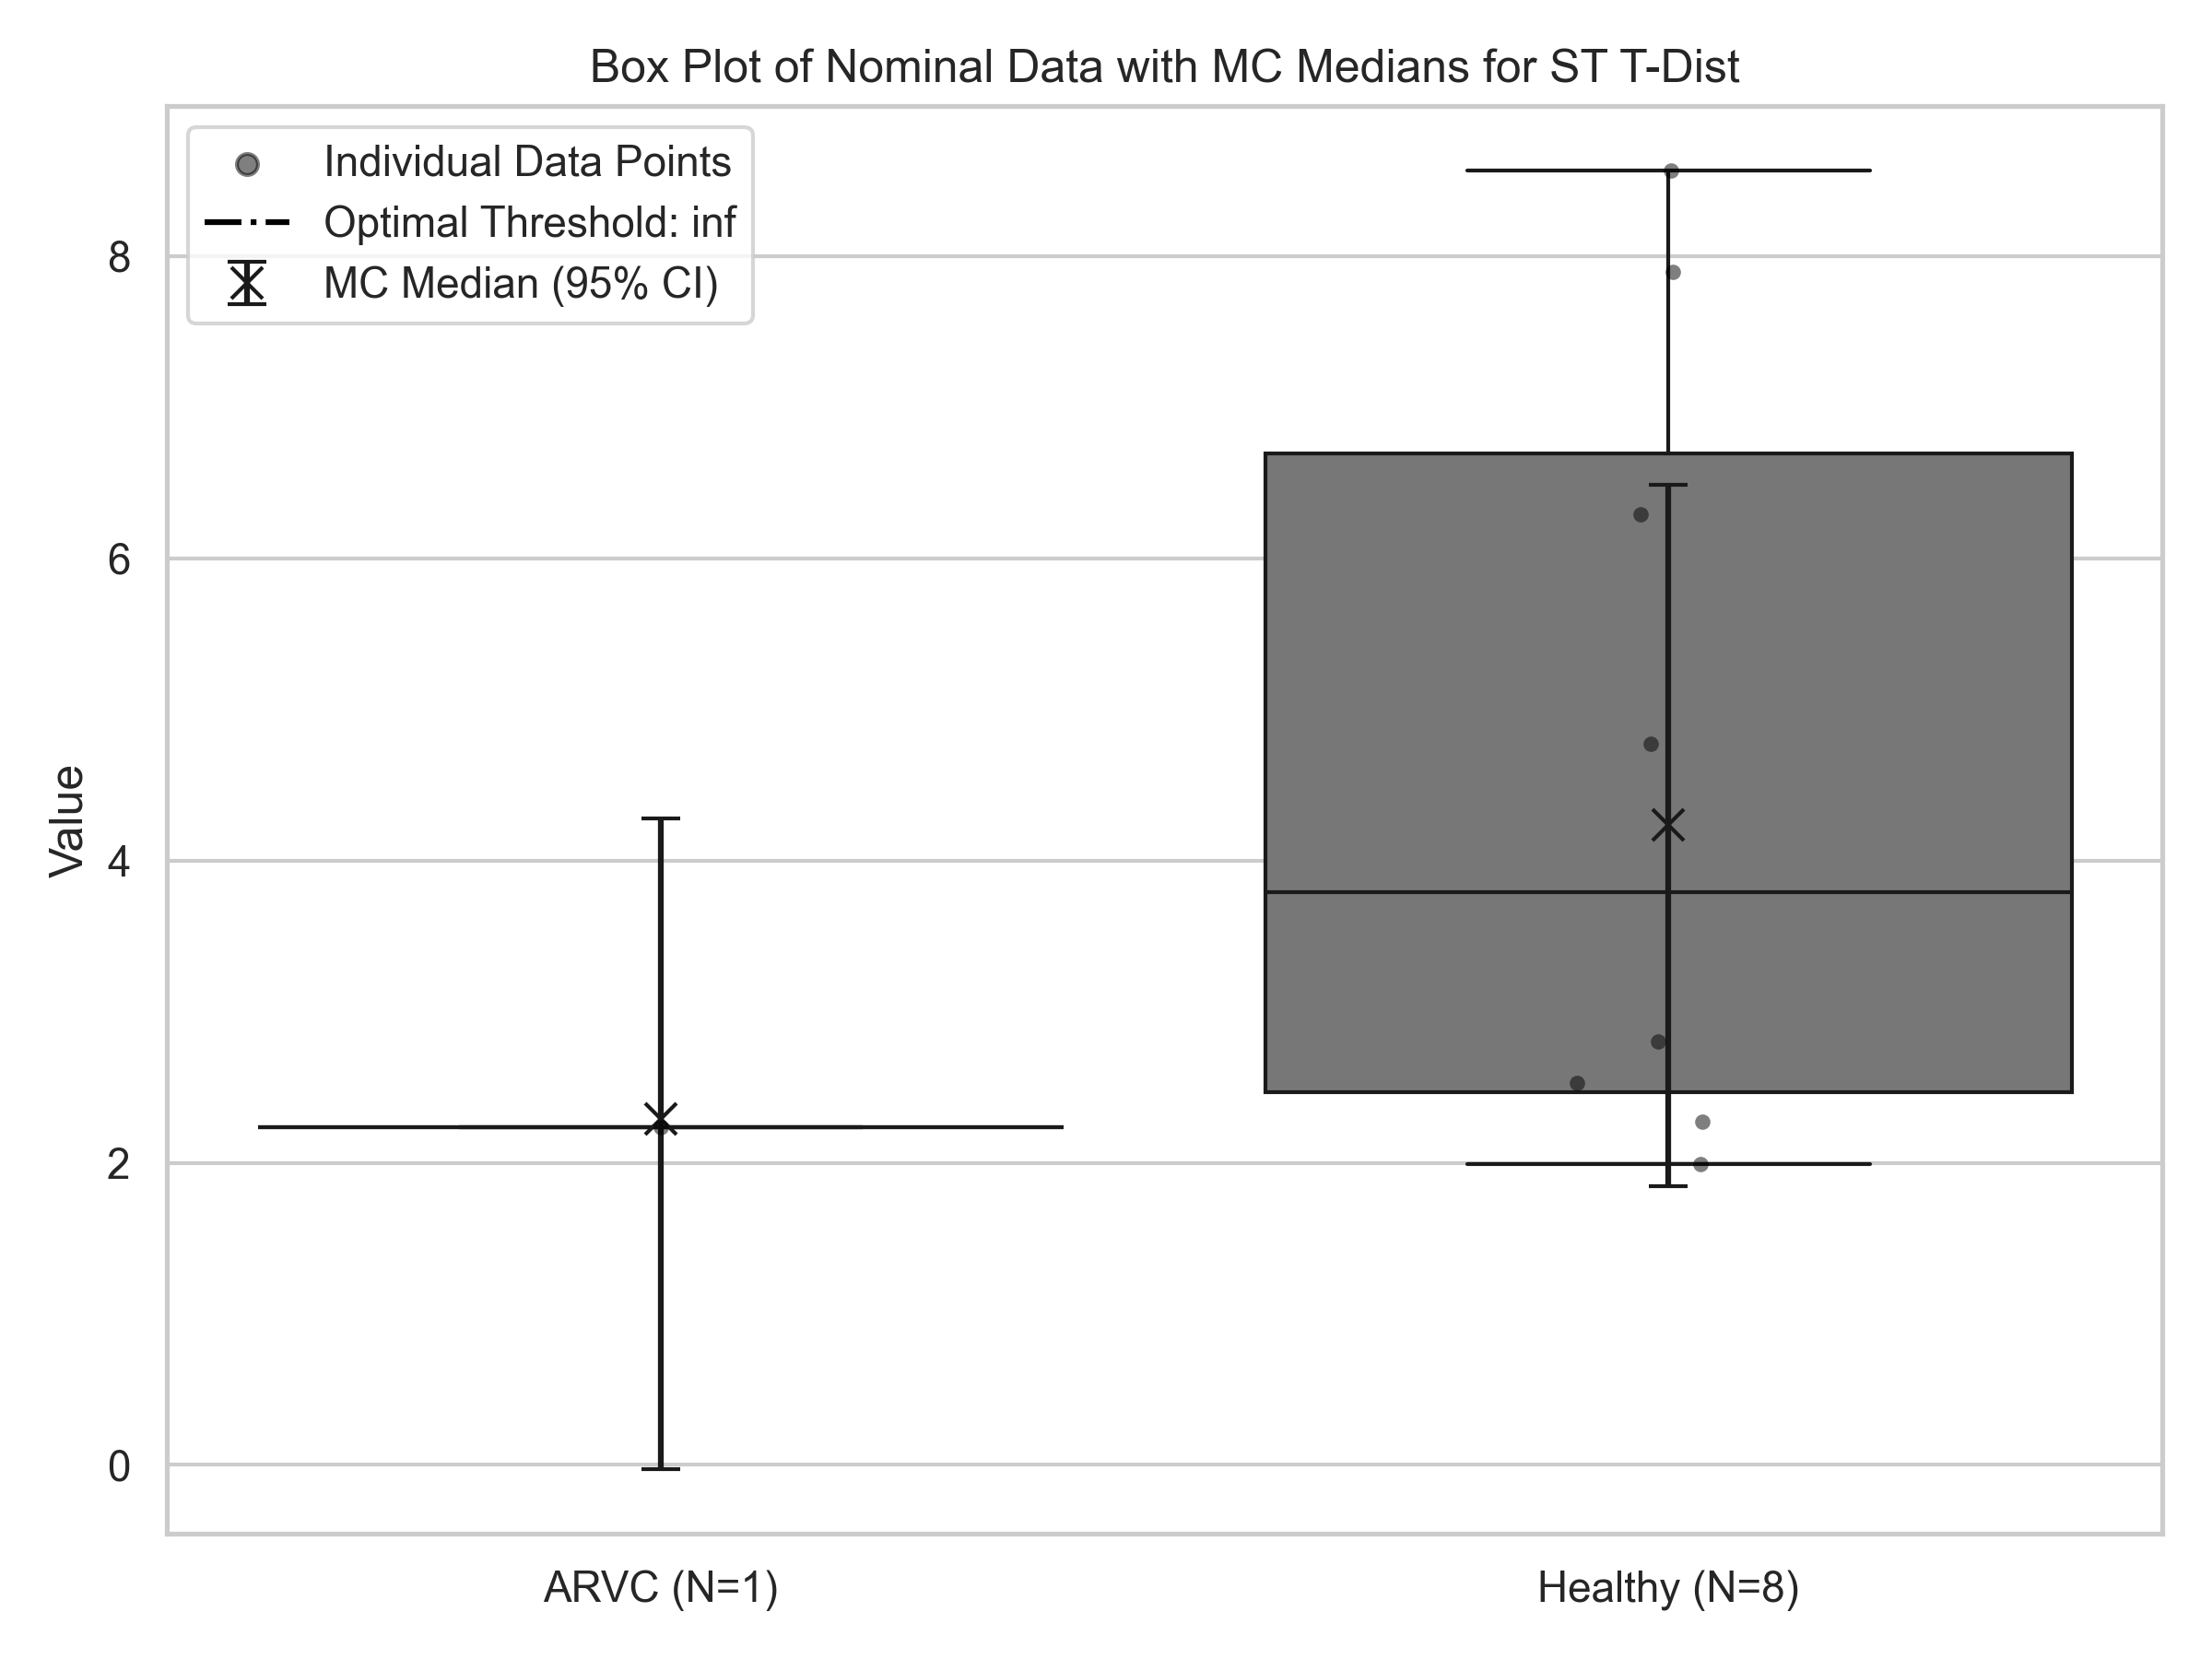 Box Plot of Nominal Data with MC Medians for ST T-Dist
Individual Data Points
Optimal Threshold: inf
MC Median (95% CI)
8
6
4
2
0
Value
ARVC (N=1)
Healthy (N=8)